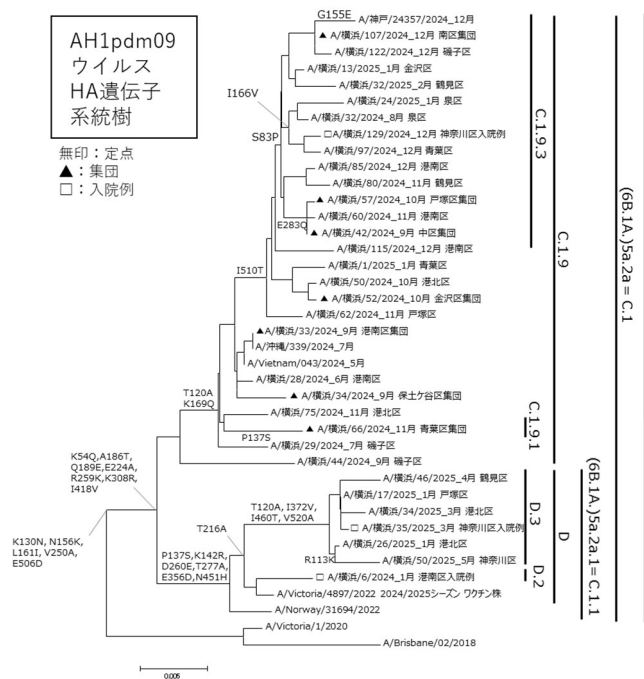 AH1pdm09
ウイルス
HA遺伝子
系統樹
無印：定点
▲：集団
□：入院例
G155E
A/神戸/24357/2024_12月
▲ A/横浜/107/2024_12月 南区集団
A/横浜/122/2024_12月 磯子区
A/横浜/13/2025_1月 金沢区
A/横浜/32/2025_2月 鶴見区
I166V
A/横浜/24/2025_1月 泉区
A/横浜/32/2024_8月 泉区
□ A/横浜/129/2024_12月 神奈川区入院例
S83P
A/横浜/97/2024_12月 青葉区
A/横浜/85/2024_12月 港南区
A/横浜/80/2024_11月 鶴見区
▲ A/横浜/57/2024_10月 戸塚区集団
A/横浜/60/2024_11月 港南区
E283Q
▲ A/横浜/42/2024_9月 中区集団
A/横浜/115/2024_12月 港南区
A/横浜/1/2025_1月 青葉区
I510T
A/横浜/50/2024_10月 港北区
▲ A/横浜/52/2024_10月 金沢区集団
A/横浜/62/2024_11月 戸塚区
▲ A/横浜/33/2024_9月 港南区集団
A/沖縄/339/2024_7月
A/Vietnam/043/2024_5月
A/横浜/28/2024_6月 港南区
T120A
K169Q
▲ A/横浜/34/2024_9月 保土ケ谷区集団
A/横浜/75/2024_11月 港北区
▲ A/横浜/66/2024_11月 青葉区集団
P137S
A/横浜/29/2024_7月 磯子区
A/横浜/44/2024_9月 磯子区
K54Q,A186T,
Q189E,E224A,
R259K,K308R,
I418V
A/横浜/46/2025_4月 鶴見区
A/横浜/17/2025_1月 戸塚区
T120A, I372V,
I460T, V520A
A/横浜/34/2025_3月 港北区
□ A/横浜/35/2025_3月 神奈川区入院例
T216A
A/横浜/26/2025_1月 港北区
R113K
A/横浜/50/2025_5月 神奈川区
K130N, N156K,
L161I, V250A,
E506D
P137S,K142R,
D260E,T277A,
E356D,N451H
□ A/横浜/6/2024_1月 港南区入院例
A/Victoria/4897/2022 2024/2025シーズン ワクチン株
A/Norway/31694/2022
A/Victoria/1/2020
A/Brisbane/02/2018
0.005
C.1.9.3
C.1.9.1
C.1.9
(6B.1A.)5a.2a = C.1
D.3
D.2
D
(6B.1A.)5a.2a.1= C.1.1